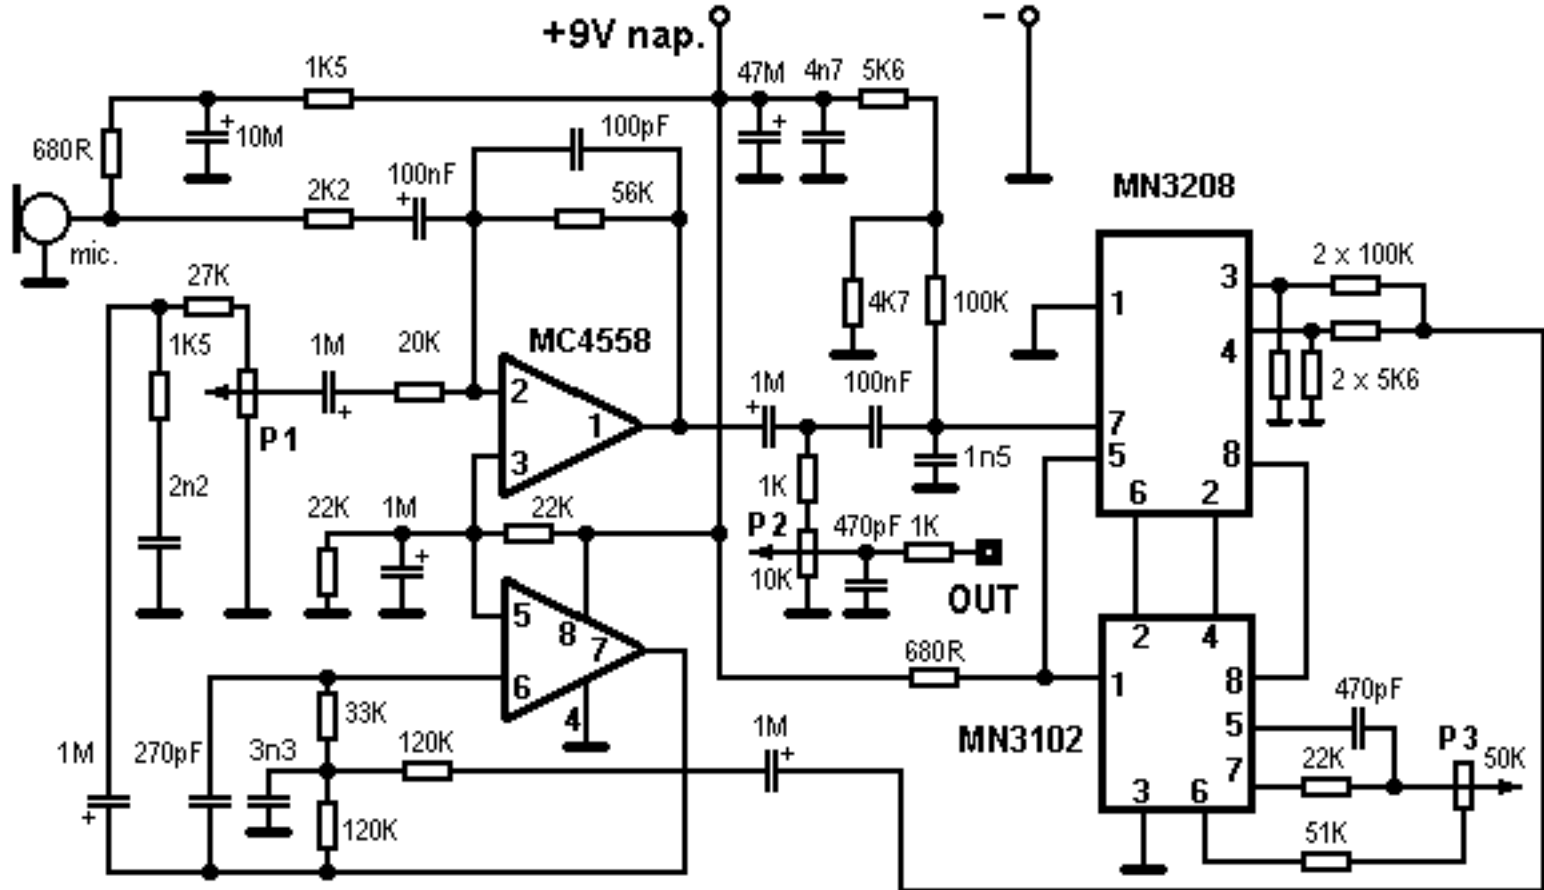 +9V nap.
−
1K5
47M
4n7
5K6
+
10M
+
100pF
680R
100nF
MN3208
2K2
+
56K
mic.
2 x 100K
27K
3
1
4K7
100K
1K5
1M
20K
MC4558
4
1M
100nF
2 x 5K6
2
+
+
1
7
P1
3
5
8
1n5
2n2
1K
22K
1M
22K
6
2
P2
470pF
1K
+
10K
OUT
5
8
7
2
4
680R
6
1
8
33K
4
470pF
1M
MN3102
5
P3
1M
270pF
3n3
120K
+
7
22K
50K
3
6
+
120K
51K